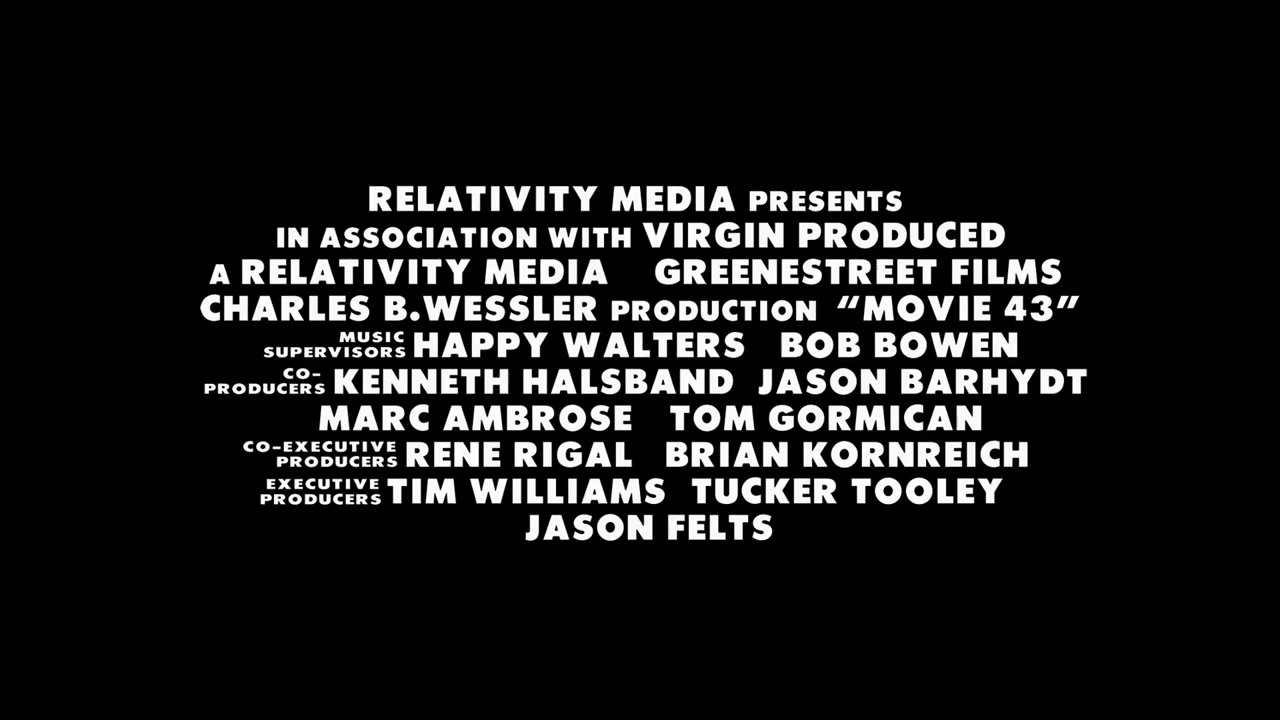 RELATIVITY MEDIA PRESENTS
IN ASSOCIATION WITH VIRGIN PRODUCED
A RELATIVITY MEDIA GREENESTREET FILMS
CHARLES B.WESSLER PRODUCTION “MOVIE 43”
MUSIC SUPERVISORS HAPPY WALTERS BOB BOWEN
CO-PRODUCERS KENNETH HALSBAND JASON BARHYDT
MARC AMBROSE TOM GORMICAN
CO-EXECUTIVE PRODUCERS RENE RIGAL BRIAN KORNREICH
EXECUTIVE PRODUCERS TIM WILLIAMS TUCKER TOOLEY
JASON FELTS